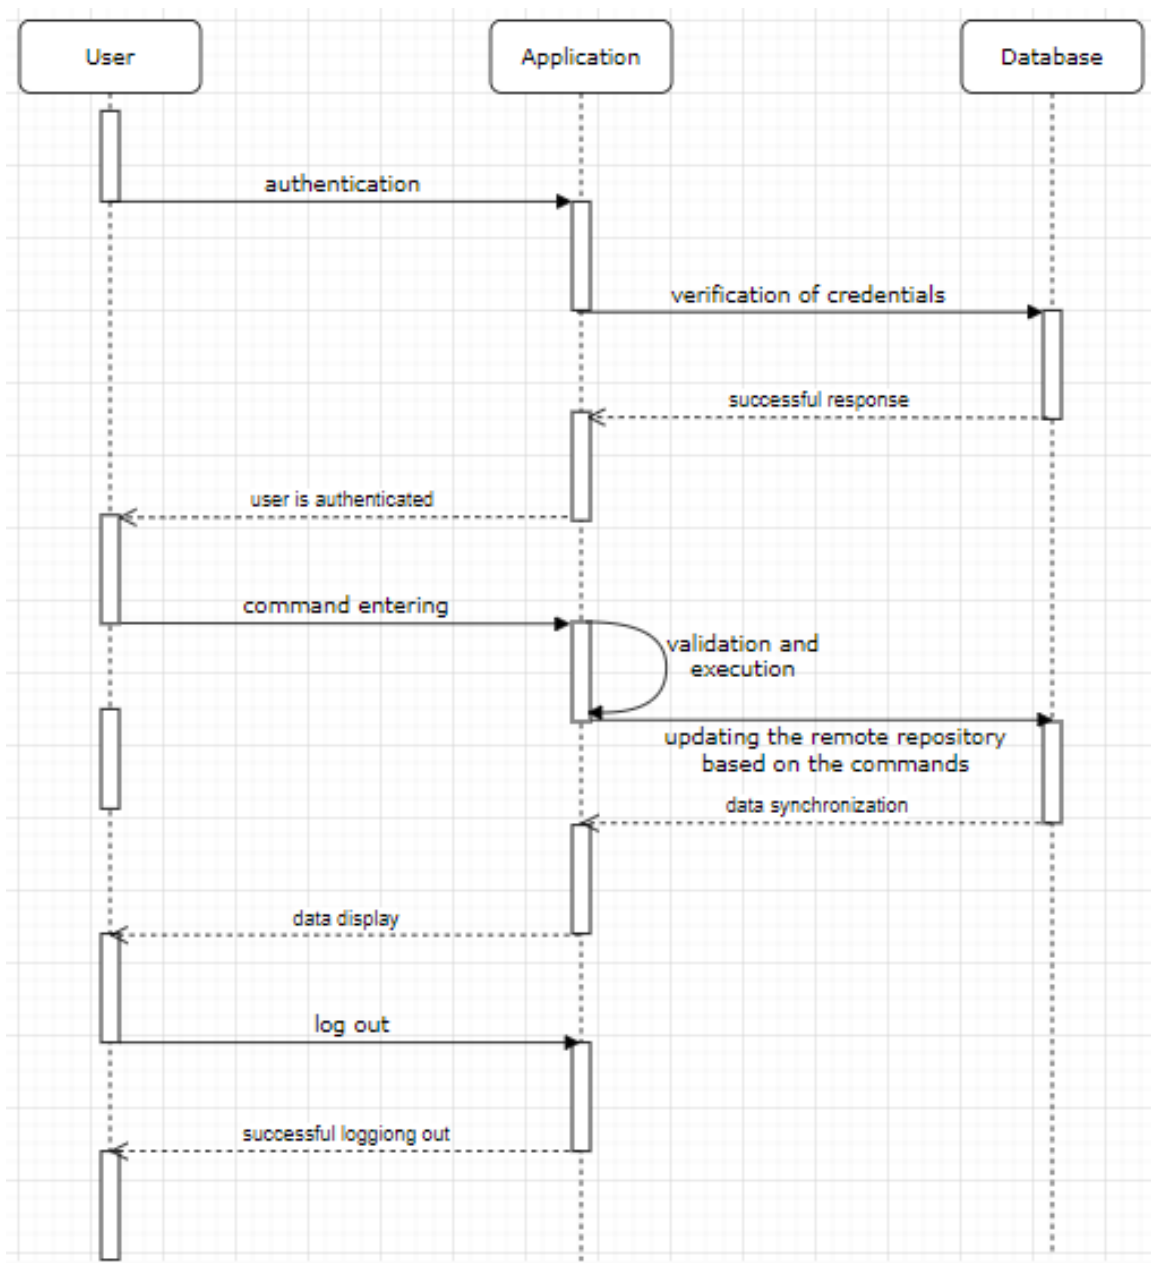 User
Application
Database
authentication
verification of credentials
successful response
user is authenticated
command entering
validation and
execution
updating the remote repository
based on the commands
data synchronization
data display
log out
successful loggiong out